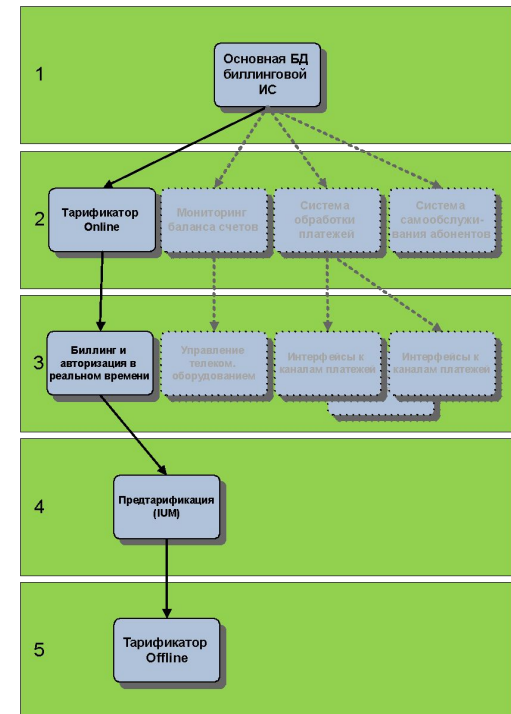 1
Основная БД
биллинговой
ИС
2
Тарификатор
Online
Мониторинг
баланса счетов
Система
обработки
платежей
Система
самообслужи-
вания абонентов
3
Биллинг и
авторизация в
реальном времени
Управление
телеком.
оборудованием
Интерфейсы к
каналам платежей
Интерфейсы к
каналам платежей
4
Предтарификация
(IUM)
5
Тарификатор
Offline